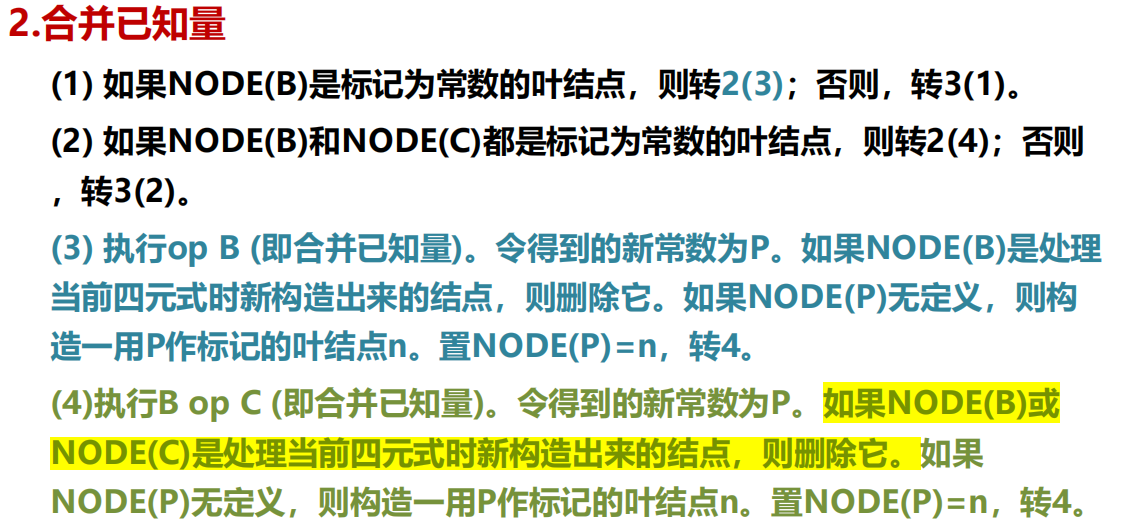 2.合并已知量
(1) 如果NODE(B)是标记为常数的叶结点，则转2(3)；否则，转3(1)。
(2) 如果NODE(B)和NODE(C)都是标记为常数的叶结点，则转2(4)；否则
，转3(2)。
(3) 执行op B (即合并已知量)。令得到的新常数为P。如果NODE(B)是处理
当前四元式时新构造出来的结点，则删除它。如果NODE(P)无定义，则构
造一用P作标记的叶结点n。置NODE(P)=n，转4。
(4)执行B op C (即合并已知量)。令得到的新常数为P。如果NODE(B)或
NODE(C)是处理当前四元式时新构造出来的结点，则删除它。如果
NODE(P)无定义，则构造一用P作标记的叶结点n。置NODE(P)=n，转4。